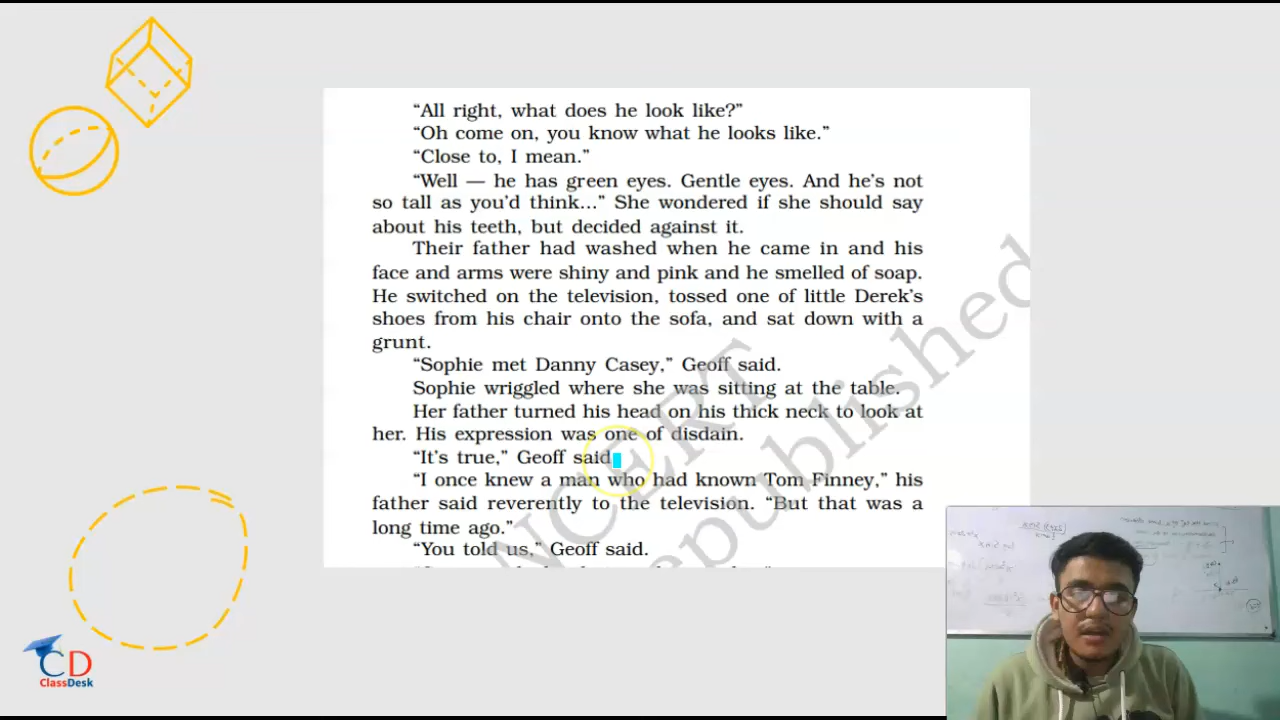 “All right, what does he look like?”
“Oh come on, you know what he looks like.”
“Close to, I mean.”
“Well — he has green eyes. Gentle eyes. And he’s not
so tall as you’d think...” She wondered if she should say
about his teeth, but decided against it.
Their father had washed when he came in and his
face and arms were shiny and pink and he smelled of soap.
He switched on the television, tossed one of little Derek’s
shoes from his chair onto the sofa, and sat down with a
grunt.
“Sophie met Danny Casey,” Geoff said.
Sophie wriggled where she was sitting at the table.
Her father turned his head on his thick neck to look at
her. His expression was one of disdain.
“It’s true,” Geoff said.
“I once knew a man who had known Tom Finney,” his
father said reverently to the television. “But that was a
long time ago.”
“You told us,” Geoff said.
NCERT
republished
CD
ClassDesk